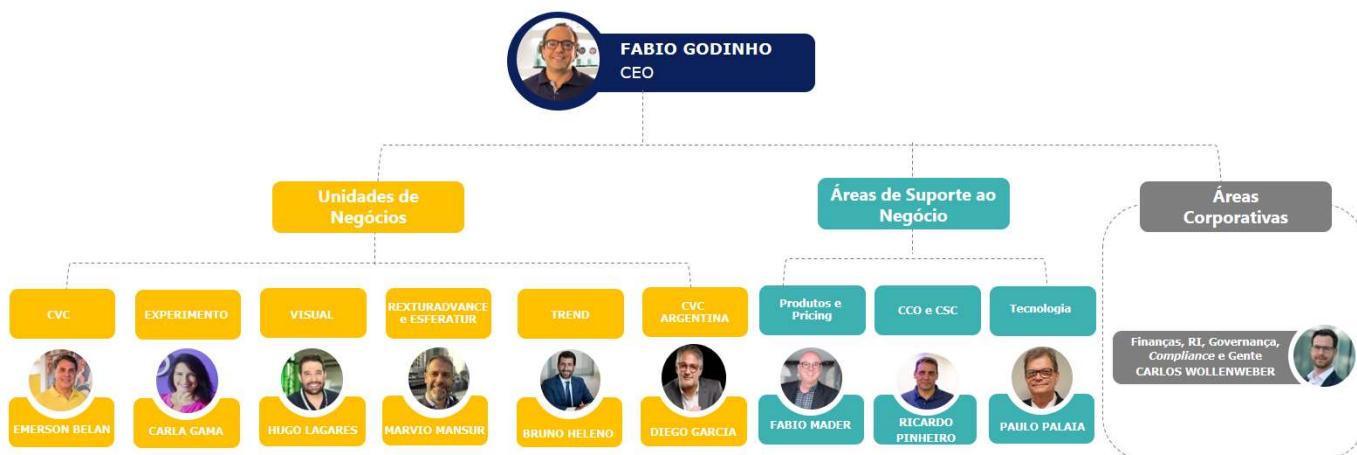 FABIO GODINHO
CEO
Unidades de
Negócios
Áreas de Suporte ao
Negócio
Áreas
Corporativas
CVC
EXPERIMENTO
VISUAL
REXTURADVANCE
e ESFERATUR
TREND
CVC
ARGENTINA
Produtos e
Pricing
CCO e CSC
Tecnologia
Finanças, RI, Governança,
Compliance e Gente
CARLOS WOLLENWEBER
EMERSON BELAN
CARLA GAMA
HUGO LAGARES
MARVIO MANSUR
BRUNO HELENO
DIEGO GARCIA
FABIO MADER
RICARDO
PINHEIRO
PAULO PALAIA